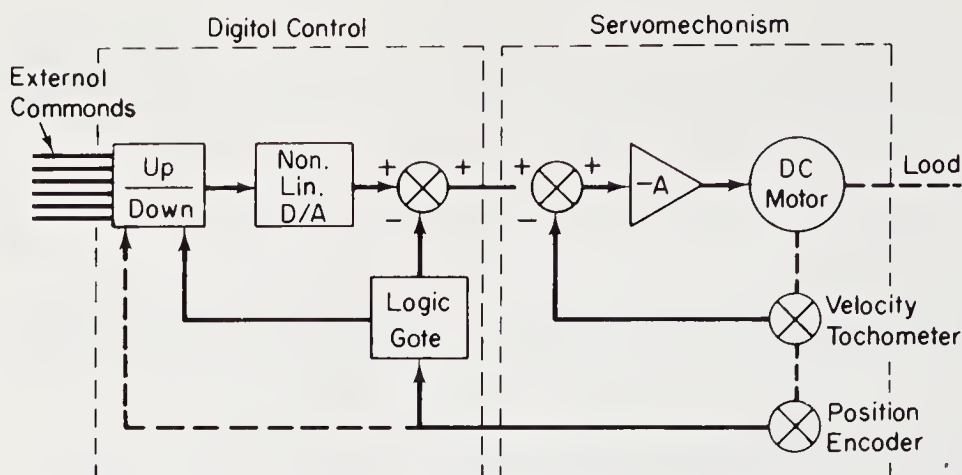 Digitol Control
Servomechonism
Externol
Commonds
Up
Down
Non.
Lin.
D/A
+
+
-
+
+
-
-A
DC
Motor
Lood
Logic
Gote
Velocity
Tochometer
Position
Encoder